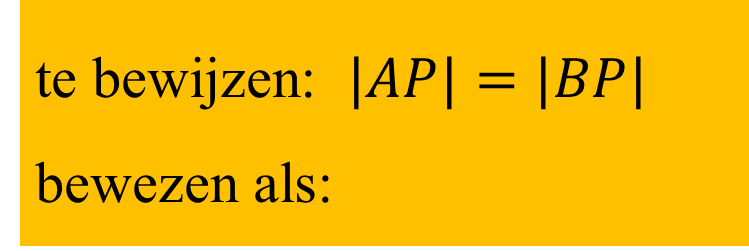 te bewijzen: |AP| = |BP|
bewezen als: